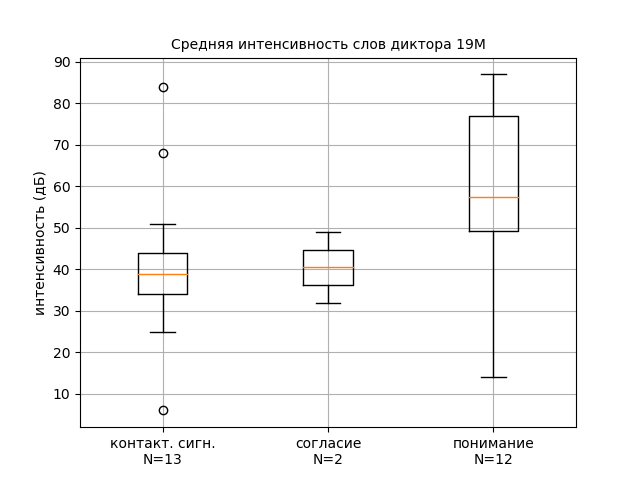 Средняя интенсивность слов диктора 19М
интенсивность (дБ)
90
80
70
60
50
40
30
20
10
контакт. сигн.
N=13
согласие
N=2
понимание
N=12